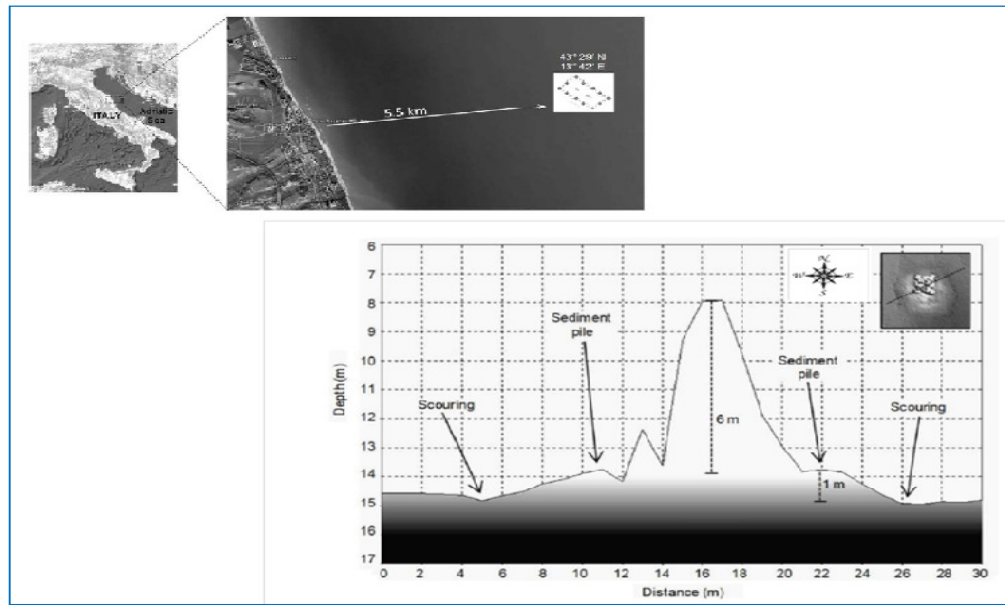 ITALY
Adriatic
Sea
43° 29' N
13° 42' E
5.5 km
6
7
8
9
10
11
12
13
14
15
16
17
Depth(m)
N
W E
S
Sediment
pile
Scouring
6 m
Sediment
pile
Scouring
1 m
0 2 4 6 8 10 12 14 16 18 20 22 24 26 28 30
Distance (m)